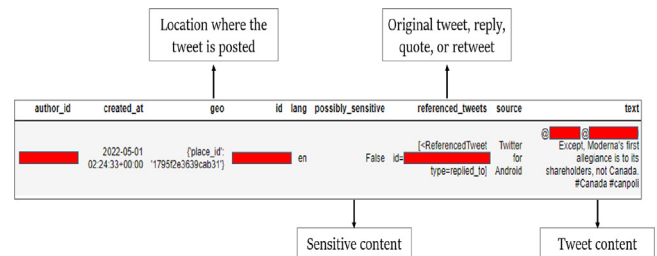 Location where the
tweet is posted
Original tweet, reply,
quote, or retweet
author_id created_at geo id lang possibly_sensitive referenced_tweets source text
2022-05-01
02:24:33+00:00
{'place_id':
'1795f2e3639cab31'}
en
False
[<ReferencedTweet
id=
type=replied_to]
Twitter
for
Android
@ @
Except, Moderna's first
allegiance is to its
shareholders, not Canada.
#Canada #canpoli
Sensitive content
Tweet content